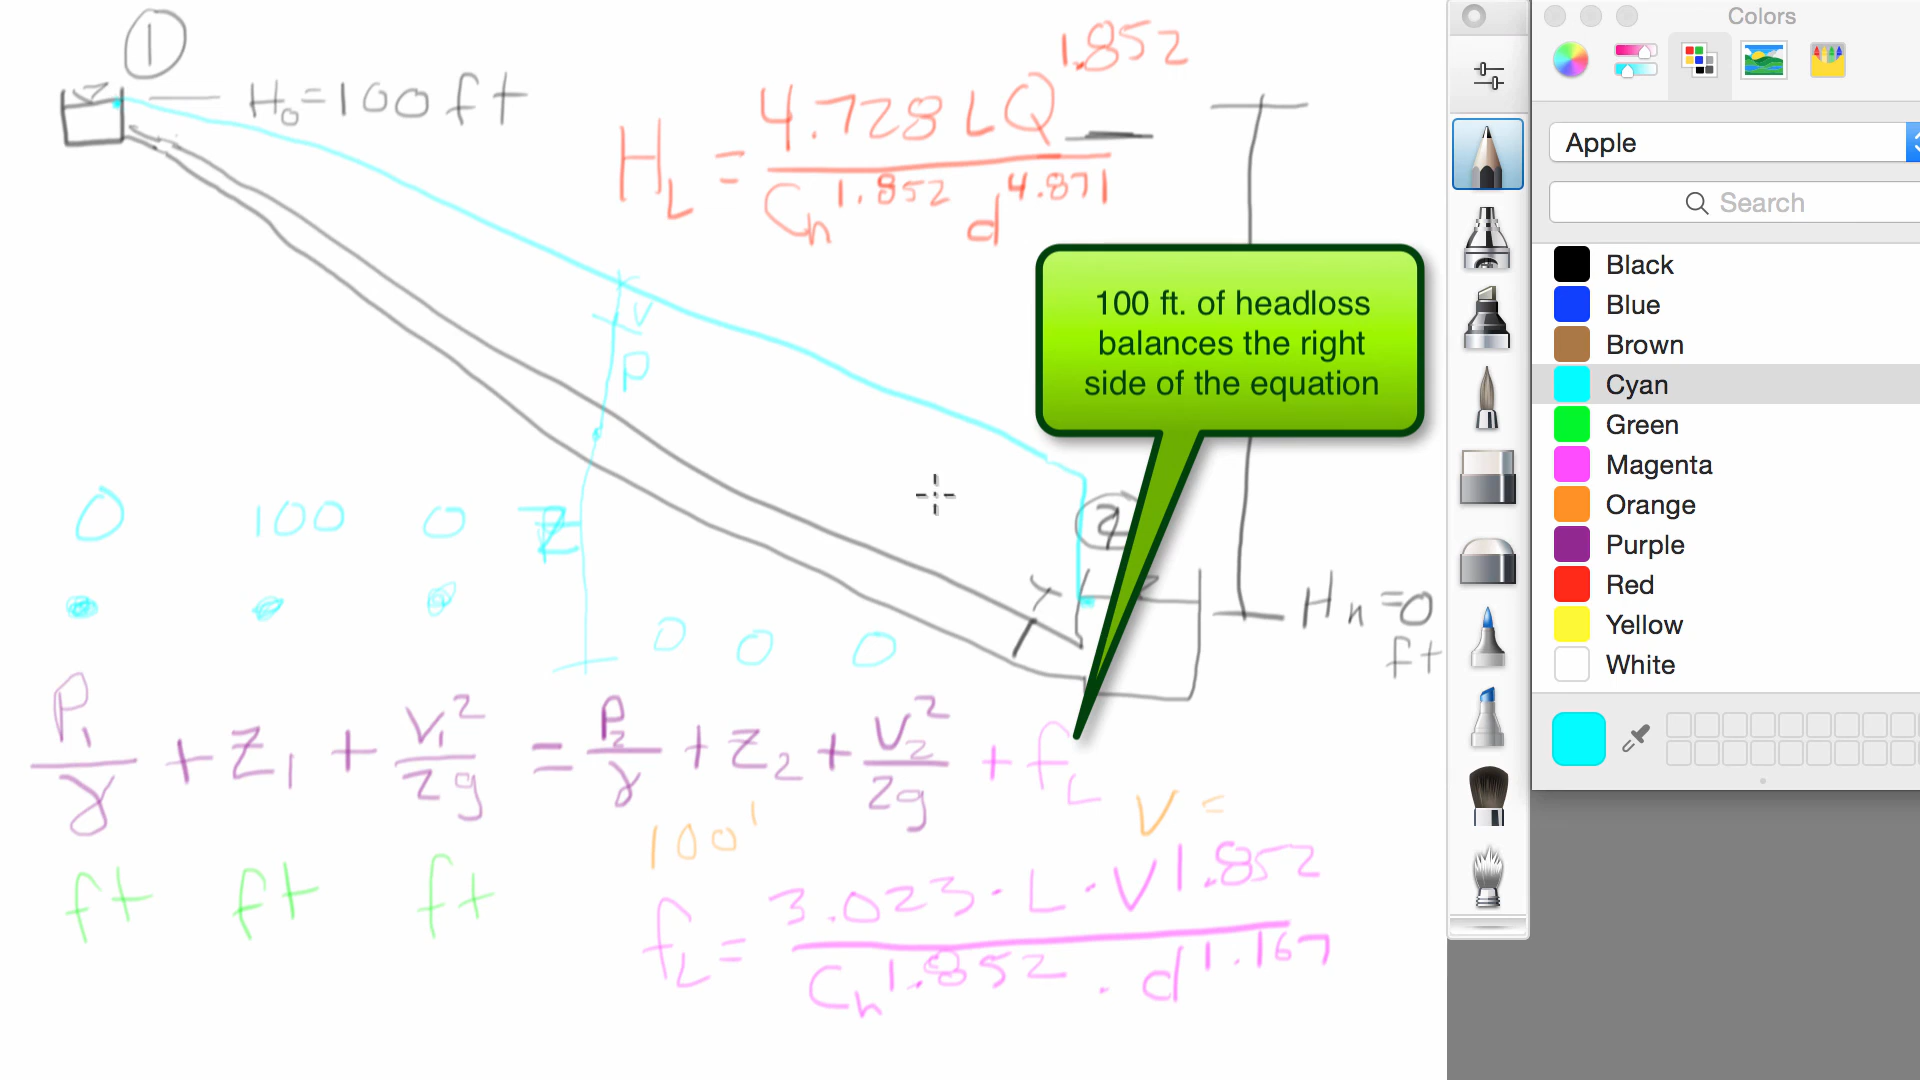 1
H₀=100ft
H_L = 4.728 L Q^1.852 / C_h^1.852 d^4.871
100 ft. of headloss
balances the right
side of the equation
V
P
Z
2
H_n =0
ft
0 100 0
0 0 0
P₁/γ + Z₁ + V₁²/2g = P₂/γ + Z₂ + V₂²/2g + f_L
100'
V =
ft ft ft
f_L = 3.023 · L · V^1.852 / C_h^1.852 · d^1.167
Colors
Apple
Search
Black
Blue
Brown
Cyan
Green
Magenta
Orange
Purple
Red
Yellow
White